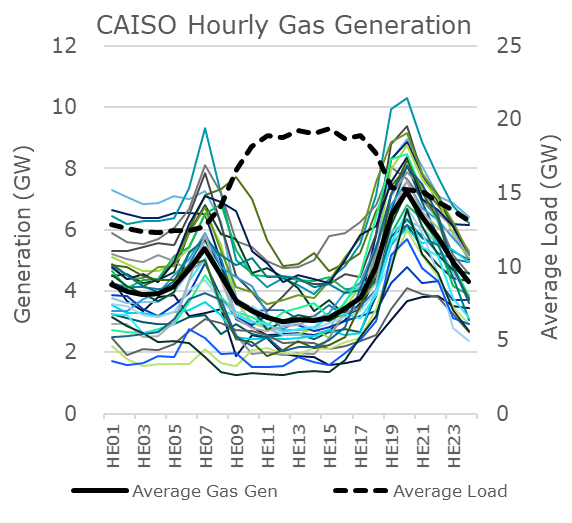 CAISO Hourly Gas Generation
12
10
8
6
4
2
0
25
20
15
10
5
0
Generation (GW)
Average Load (GW)
HE01
HE03
HE05
HE07
HE09
HE11
HE13
HE15
HE17
HE19
HE21
HE23
Average Gas Gen
Average Load